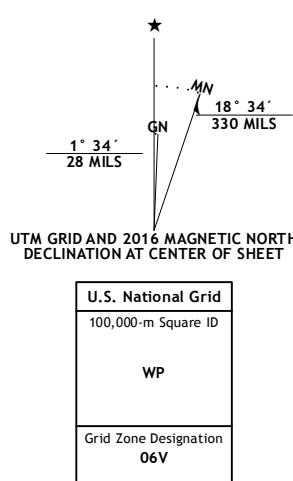 MN
18° 34´
330 MILS
GN
1° 34´
28 MILS
UTM GRID AND 2016 MAGNETIC NORTH
DECLINATION AT CENTER OF SHEET
U.S. National Grid
100,000-m Square ID
WP
Grid Zone Designation
06V